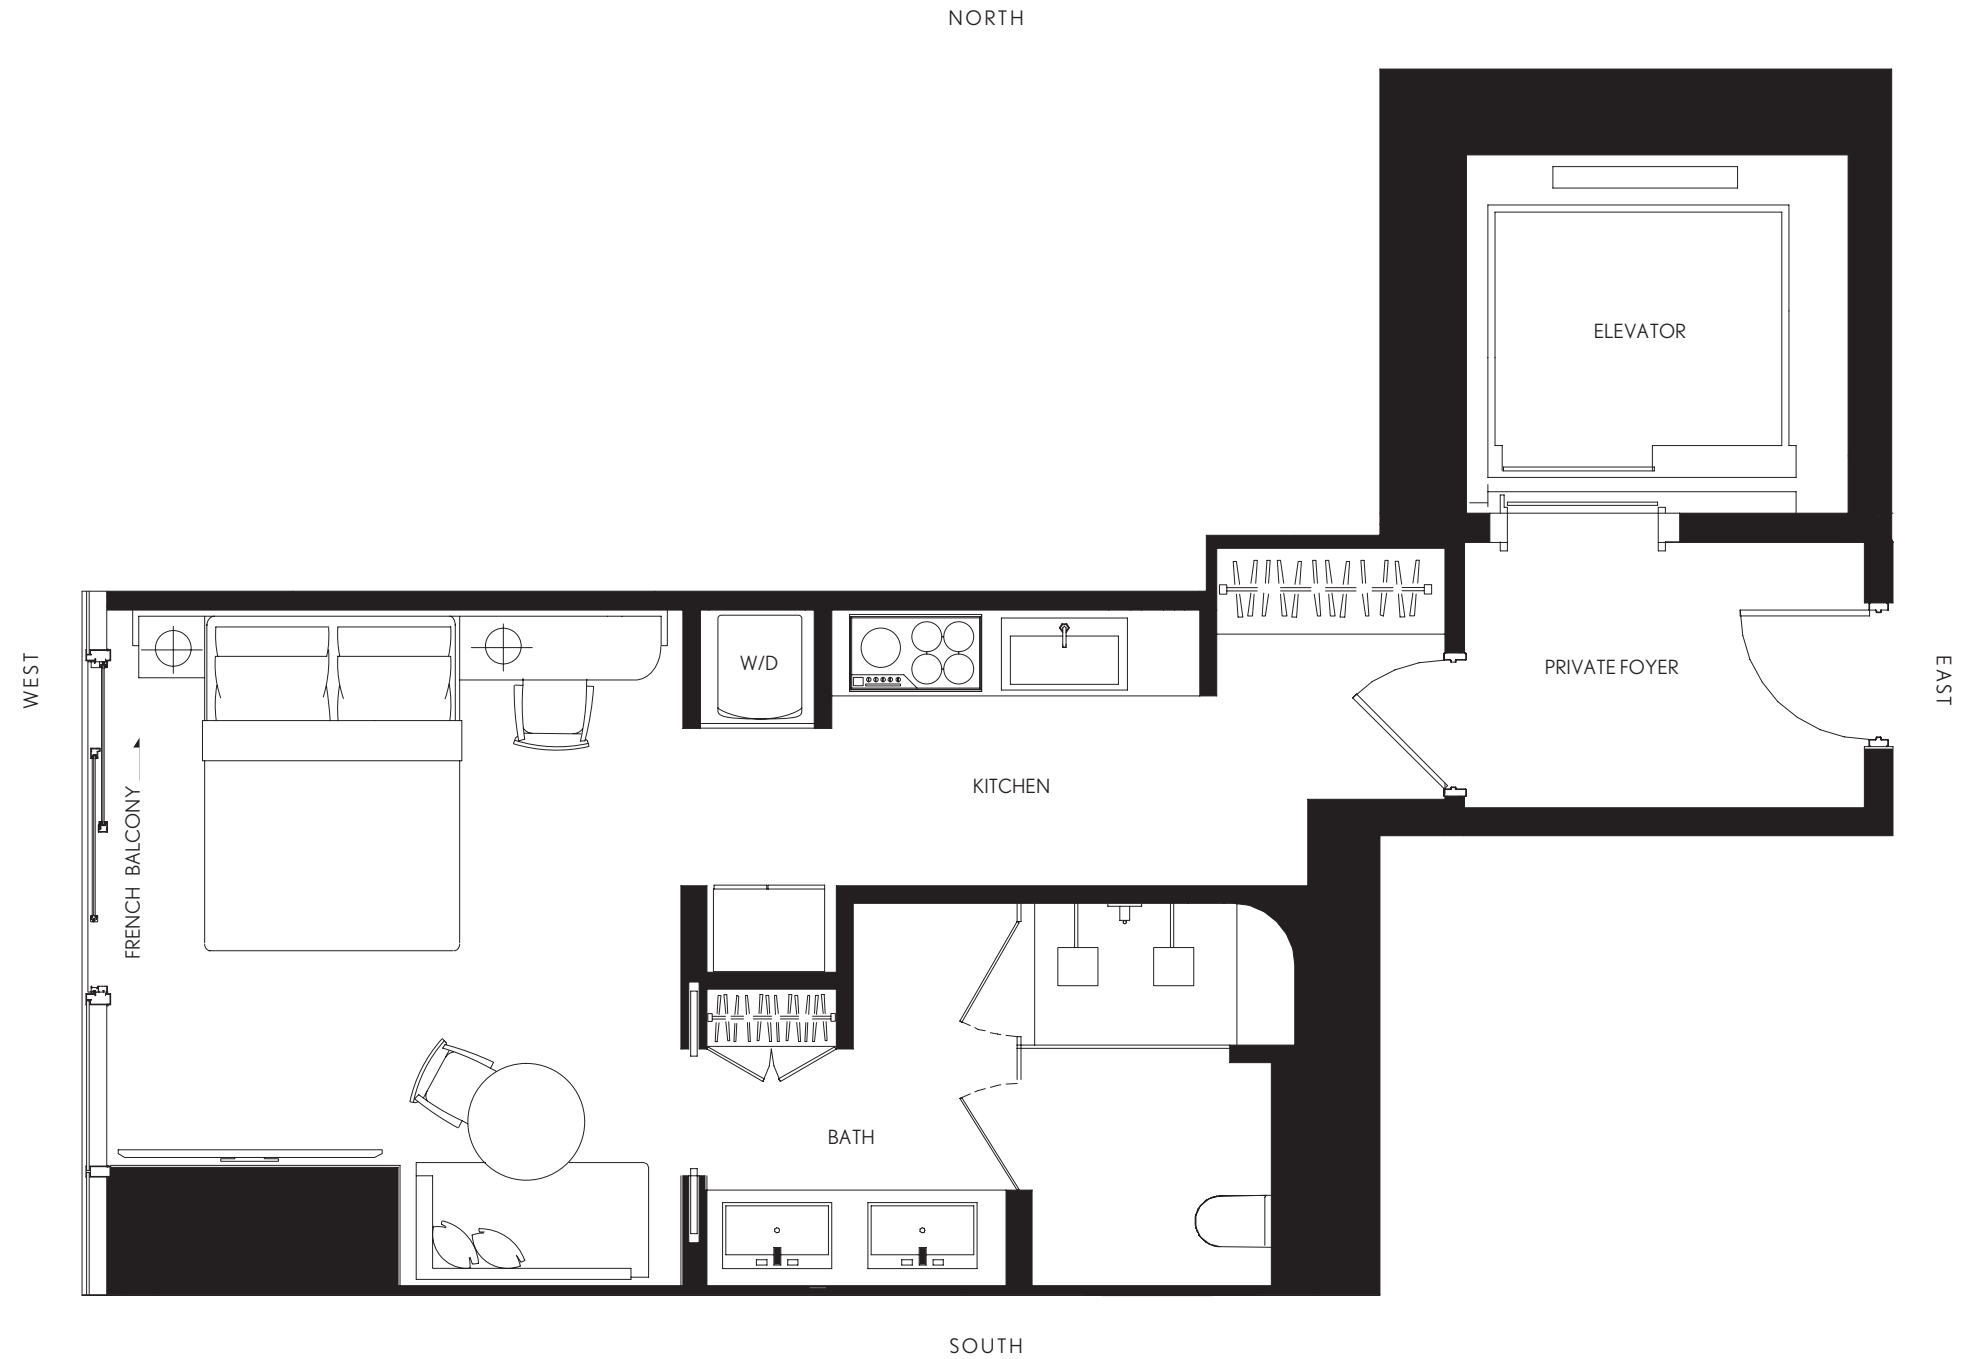 NORTH
ELEVATOR
WEST
W/D
PRIVATE FOYER
EAST
KITCHEN
FRENCH BALCONY
BATH
SOUTH